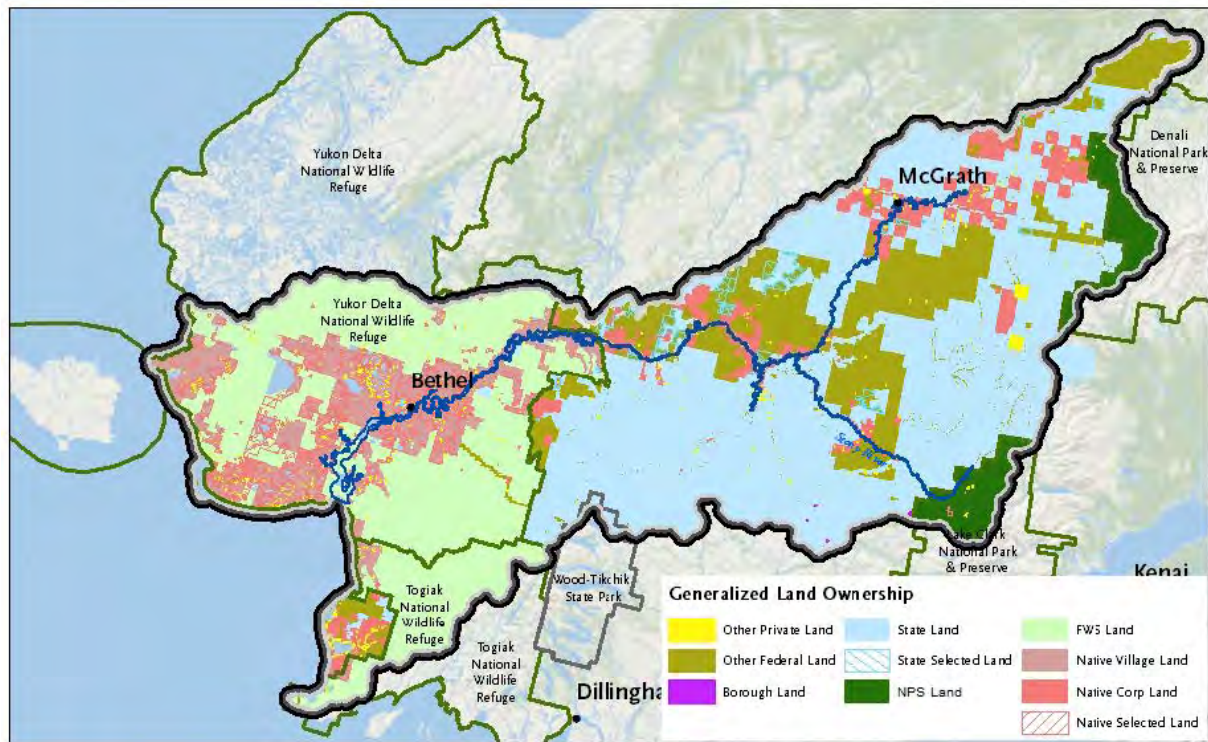 Yukon Delta
National Wildlife
Refuge
Denali
National Park
& Preserve
McGrath
Yukor Delta
National Wildlife
Refuge
Bethel
Lake Clark
National Park
& Preserve
Kenai
Wood-Tikchik
State Park
Togiak
National
Wildlife
Refuge
Togiak
National
Wildlife
Refuge
Dillingha
Generalized Land Ownership
Other Private Land
Other Federal Land
Borough Land
State Land
State Selected Land
NPS Land
FWS Land
Native Village Land
Native Corp Land
Native Selected Land